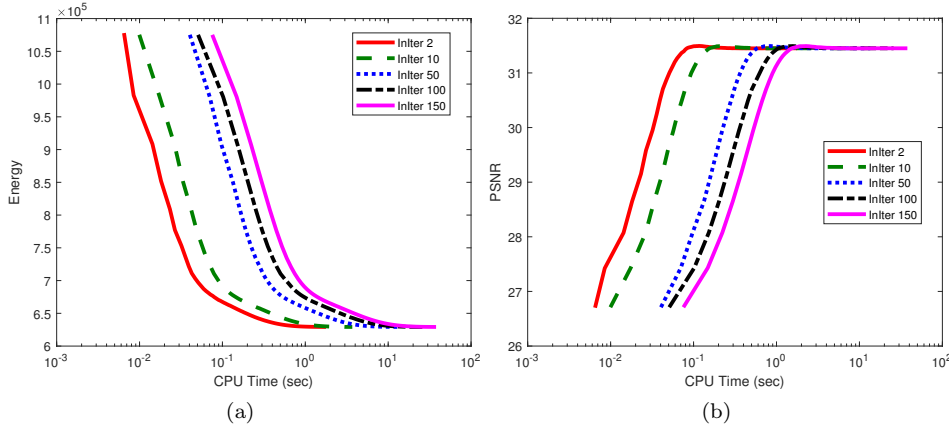 × 10^5
11
10.5
10
9.5
9
8.5
8
7.5
7
6.5
6
10^-3
10^-2
10^-1
10^0
10^1
10^2
CPU Time (sec)
Energy
InIter 2
InIter 10
InIter 50
InIter 100
InIter 150
(a)
32
31
30
29
28
27
26
10^-3
10^-2
10^-1
10^0
10^1
10^2
CPU Time (sec)
PSNR
InIter 2
InIter 10
InIter 50
InIter 100
InIter 150
(b)